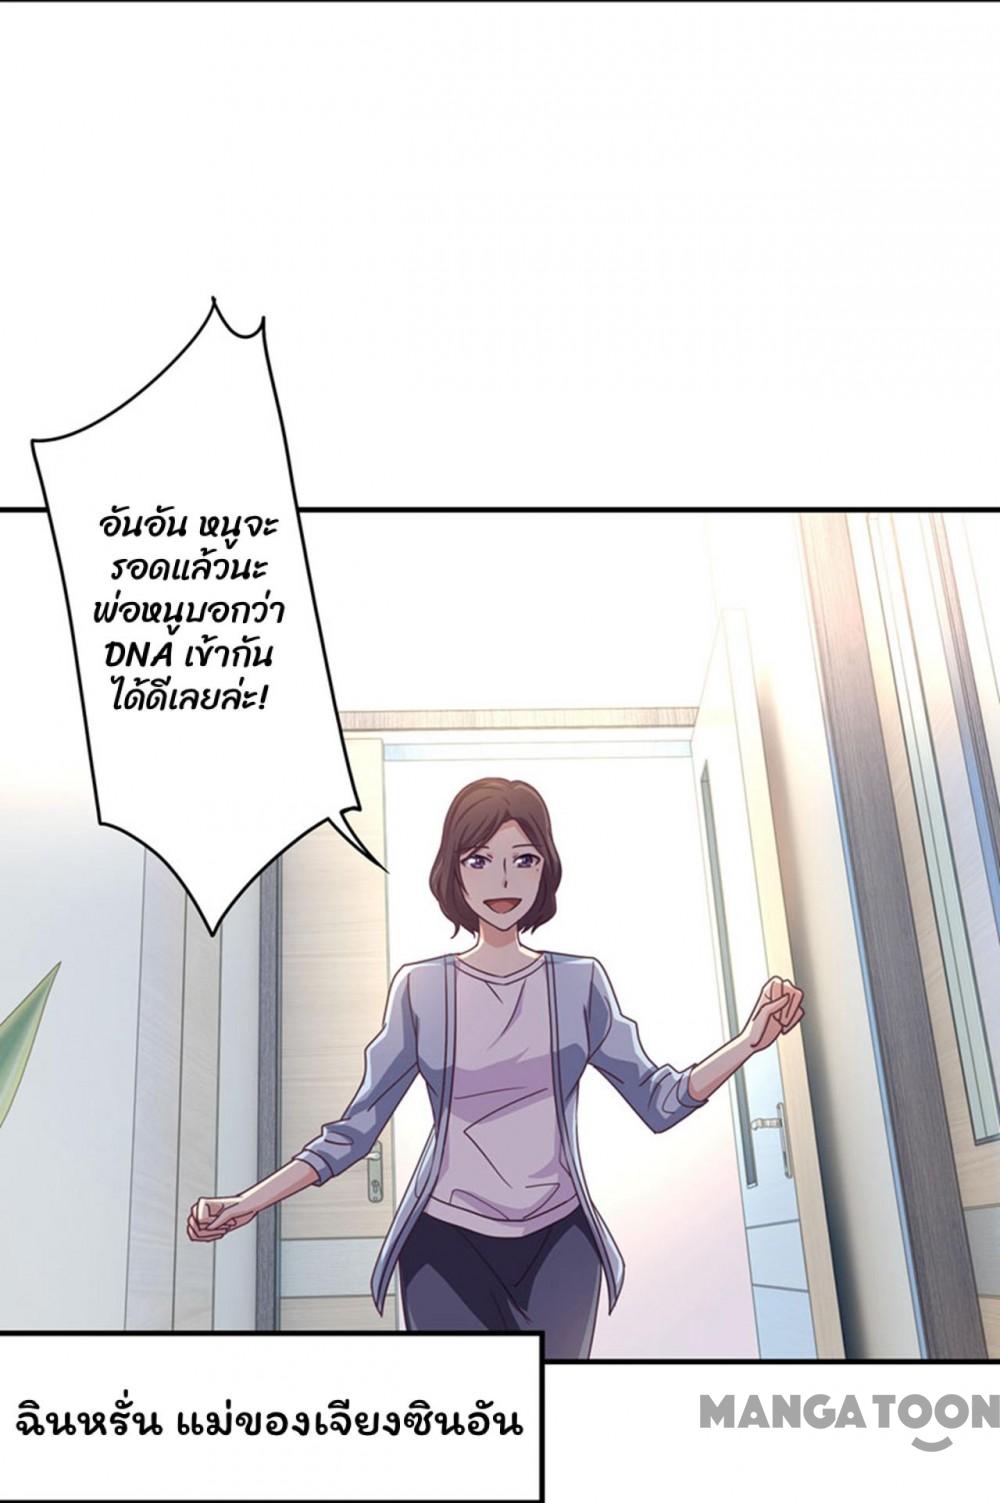 อันอัน หนูจะ
รอดแล้วนะ
พ่อหนูบอกว่า
DNA เข้ากัน
ได้ดีเลยล่ะ!
ฉินหรั่น แม่ของเจียงซินอัน
MANGATOON